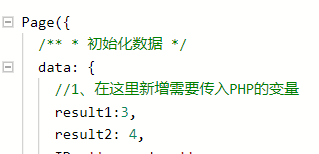 Page({
/** * 初始化数据 */
data: {
//1、在这里新增需要传入PHP的变量
result1:3,
result2: 4,